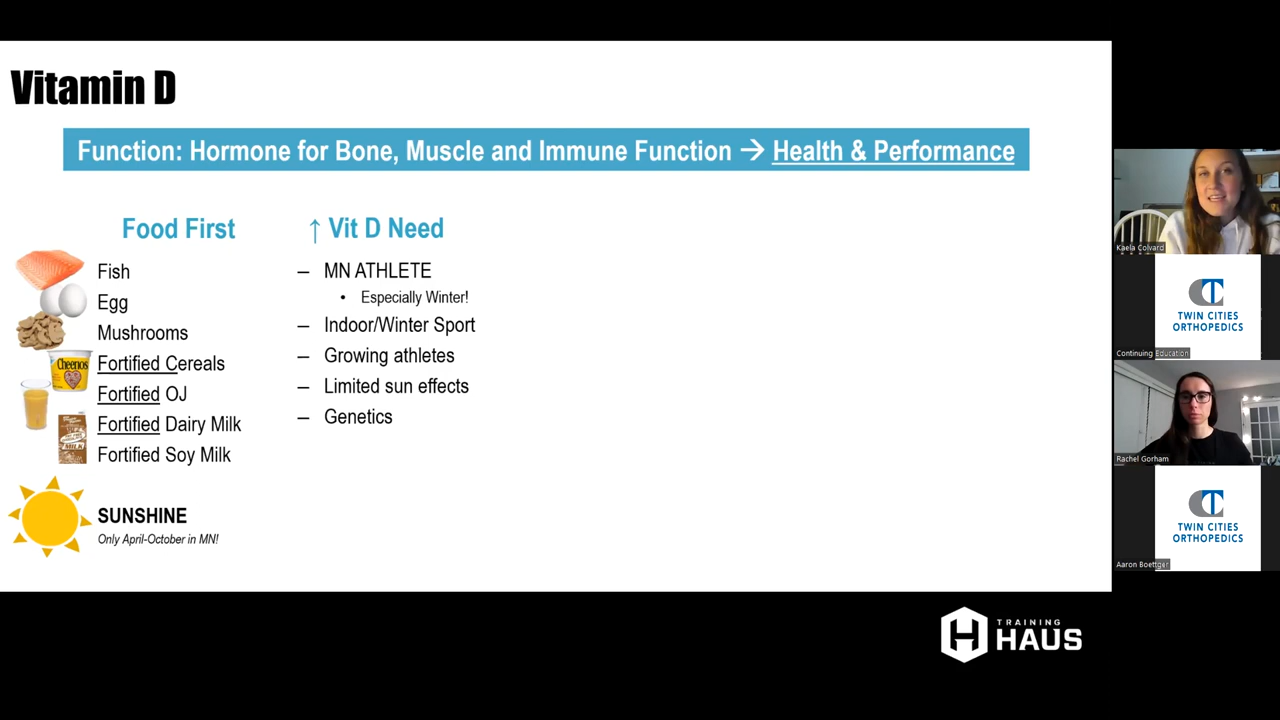 Vitamin D
Function: Hormone for Bone, Muscle and Immune Function → Health & Performance
Food First
Fish
Egg
Mushrooms
Fortified Cereals
Fortified OJ
Fortified Dairy Milk
Fortified Soy Milk
SUNSHINE
Only April-October in MN!
↑ Vit D Need
– MN ATHLETE
• Especially Winter!
– Indoor/Winter Sport
– Growing athletes
– Limited sun effects
– Genetics
Cheerios
MILK
Kaela Colvard
TWIN CITIES
ORTHOPEDICS
Continuing Education
Rachel Gorham
TWIN CITIES
ORTHOPEDICS
Aaron Boettger
TRAINING
HAUS